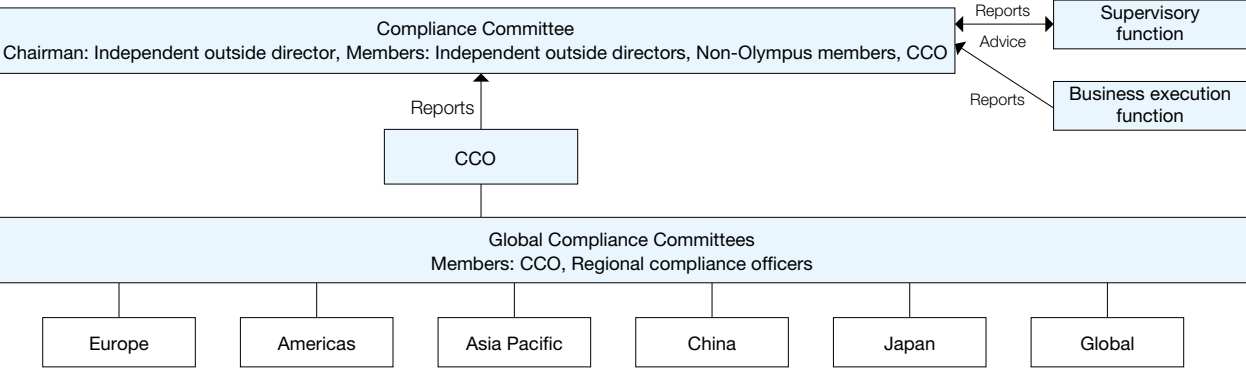 Compliance Committee
Chairman: Independent outside director, Members: Independent outside directors, Non-Olympus members, CCO
Reports
Advice
Supervisory
function
Reports
Business execution
function
Reports
CCO
Global Compliance Committees
Members: CCO, Regional compliance officers
Europe
Americas
Asia Pacific
China
Japan
Global